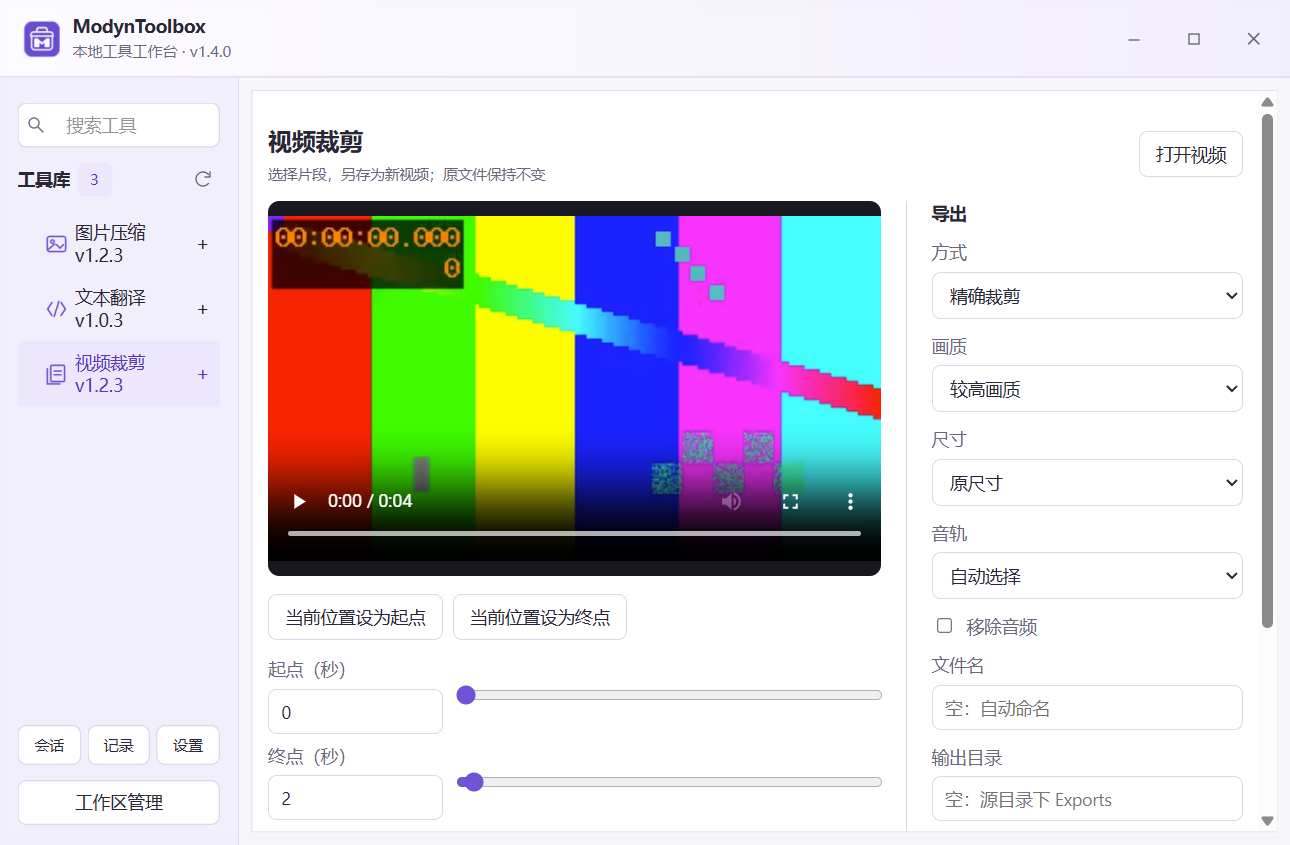 ModynToolbox
本地工具工作台 · v1.4.0
搜索工具
工具库 3
图片压缩
v1.2.3
+
文本翻译
v1.0.3
+
视频裁剪
v1.2.3
+
会话
记录
设置
工作区管理
视频裁剪
选择片段，另存为新视频；原文件保持不变
打开视频
00:00:00.000
0
0:00 / 0:04
当前位置设为起点
当前位置设为终点
起点（秒）
0
终点（秒）
2
导出
方式
精确裁剪
画质
较高画质
尺寸
原尺寸
音轨
自动选择
移除音频
文件名
空：自动命名
输出目录
空：源目录下 Exports